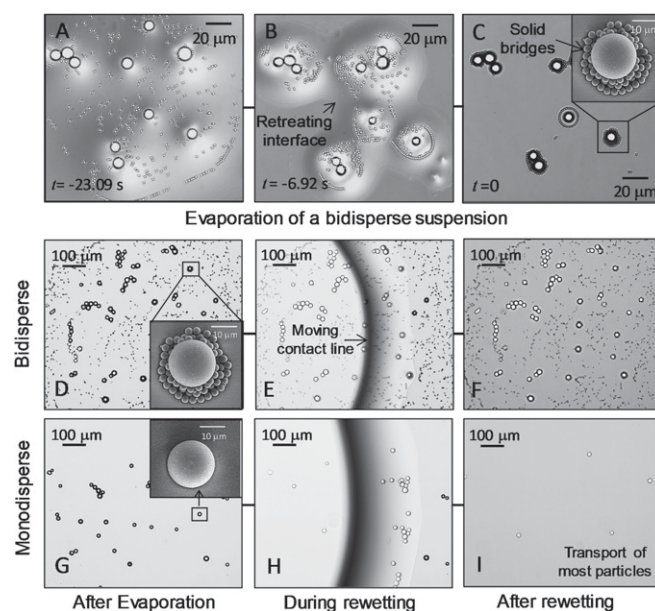 A
20 μm
t= -23.09 s
B
20 μm
Retreating
interface
t= -6.92 s
C
Solid
bridges
10 μm
t=0
20 μm
Evaporation of a bidisperse suspension
Bidisperse
100 μm
D
10 μm
100 μm
Moving
contact line
E
100 μm
F
Monodisperse
100 μm
10 μm
G
100 μm
H
100 μm
I
Transport of
most particles
After Evaporation
During rewetting
After rewetting